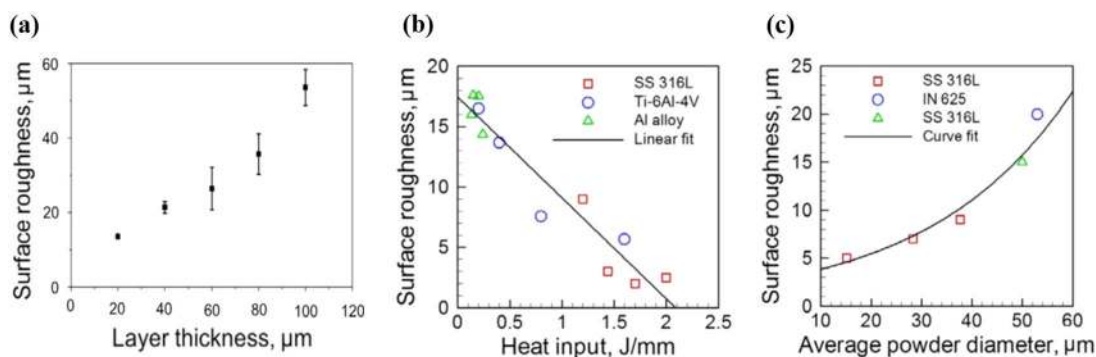 (a)
60
40
20
0
0 20 40 60 80 100 120
Surface roughness, µm
Layer thickness, µm
(b)
20
15
10
5
0
0 0.5 1 1.5 2 2.5
Surface roughness, µm
Heat input, J/mm
SS 316L
Ti-6Al-4V
Al alloy
Linear fit
(c)
25
20
15
10
5
0
10 20 30 40 50 60
Surface roughness, µm
Average powder diameter, µm
SS 316L
IN 625
SS 316L
Curve fit